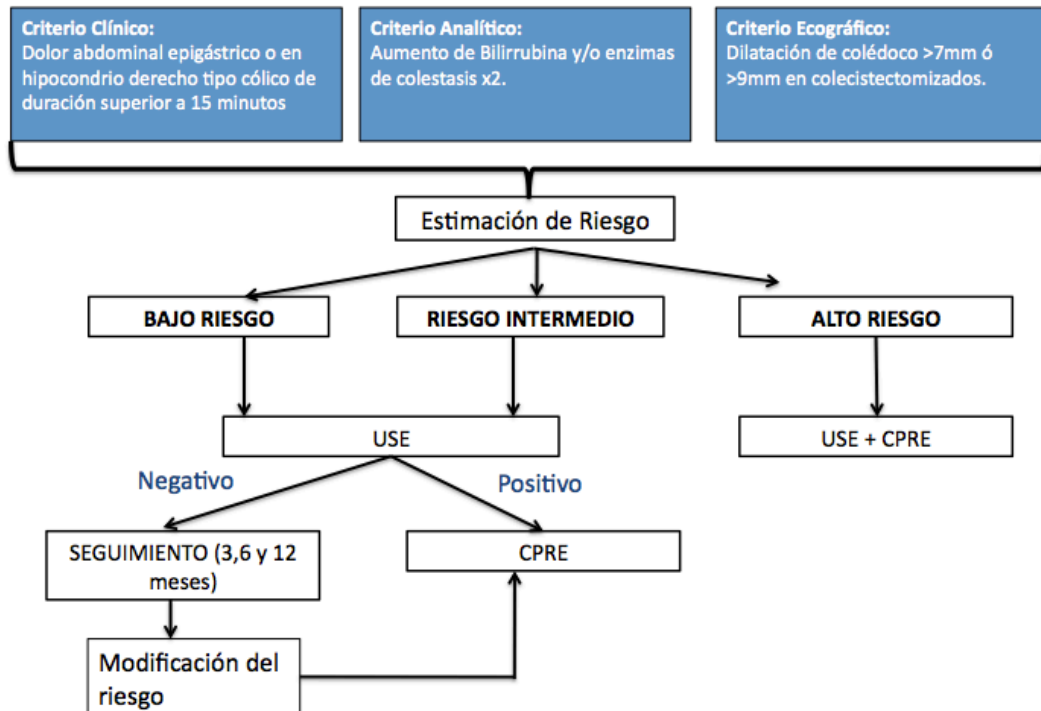 Criterio Clínico:
Dolor abdominal epigástrico o en
hipocondrio derecho tipo cólico de
duración superior a 15 minutos
Criterio Analítico:
Aumento de Bilirrubina y/o enzimas
de colestasis x2.
Criterio Ecográfico:
Dilatación de colédoco >7mm ó
>9mm en colecistectomizados.
Estimación de Riesgo
BAJO RIESGO
RIESGO INTERMEDIO
ALTO RIESGO
USE
USE + CPRE
Negativo
Positivo
SEGUIMIENTO (3,6 y 12
meses)
CPRE
Modificación del
riesgo